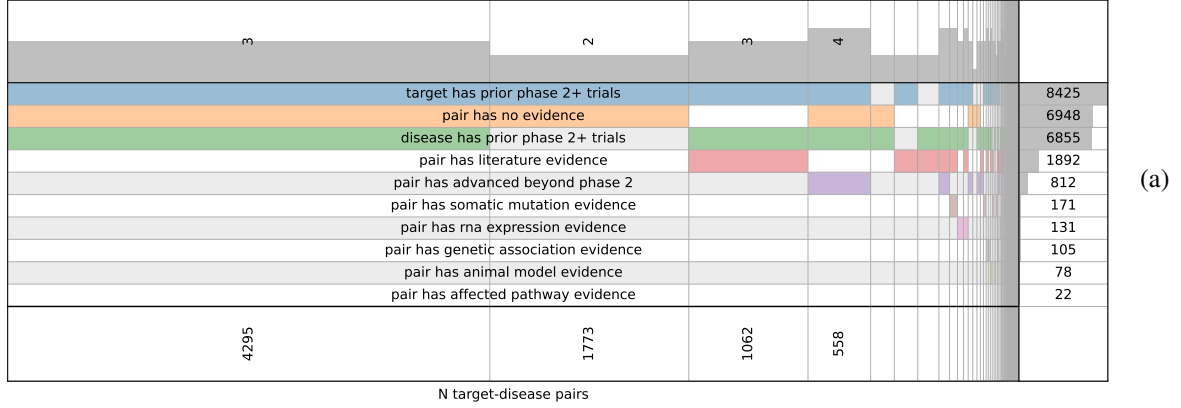 3 2 3 4
target has prior phase 2+ trials 8425
pair has no evidence 6948
disease has prior phase 2+ trials 6855
pair has literature evidence 1892
pair has advanced beyond phase 2 812
pair has somatic mutation evidence 171
pair has rna expression evidence 131
pair has genetic association evidence 105
pair has animal model evidence 78
pair has affected pathway evidence 22
4295 1773 1062 558
N target-disease pairs
(a)